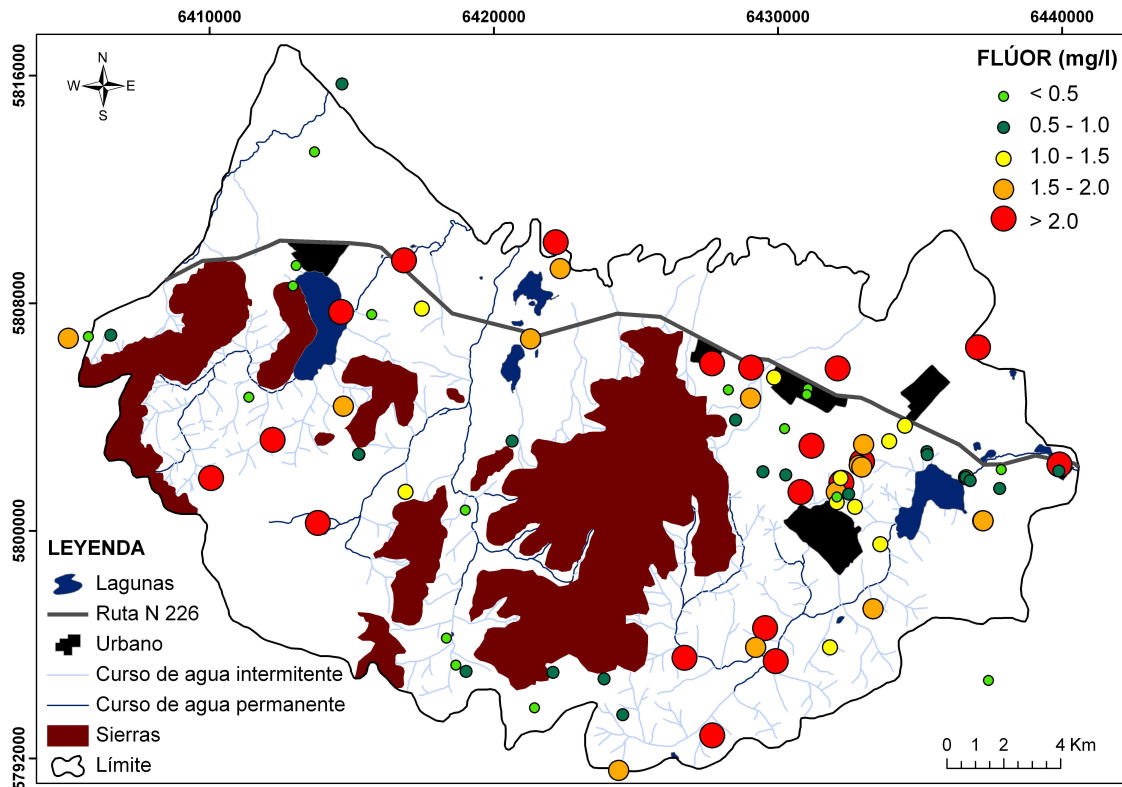 6410000 6420000 6430000 6440000
5816000
5808000
5800000
5792000
N
W E
S
FLÚOR (mg/l)
< 0.5
0.5 - 1.0
1.0 - 1.5
1.5 - 2.0
> 2.0
LEYENDA
Lagunas
Ruta N 226
Urbano
Curso de agua intermitente
Curso de agua permanente
Sierras
Límite
0 1 2 4 Km